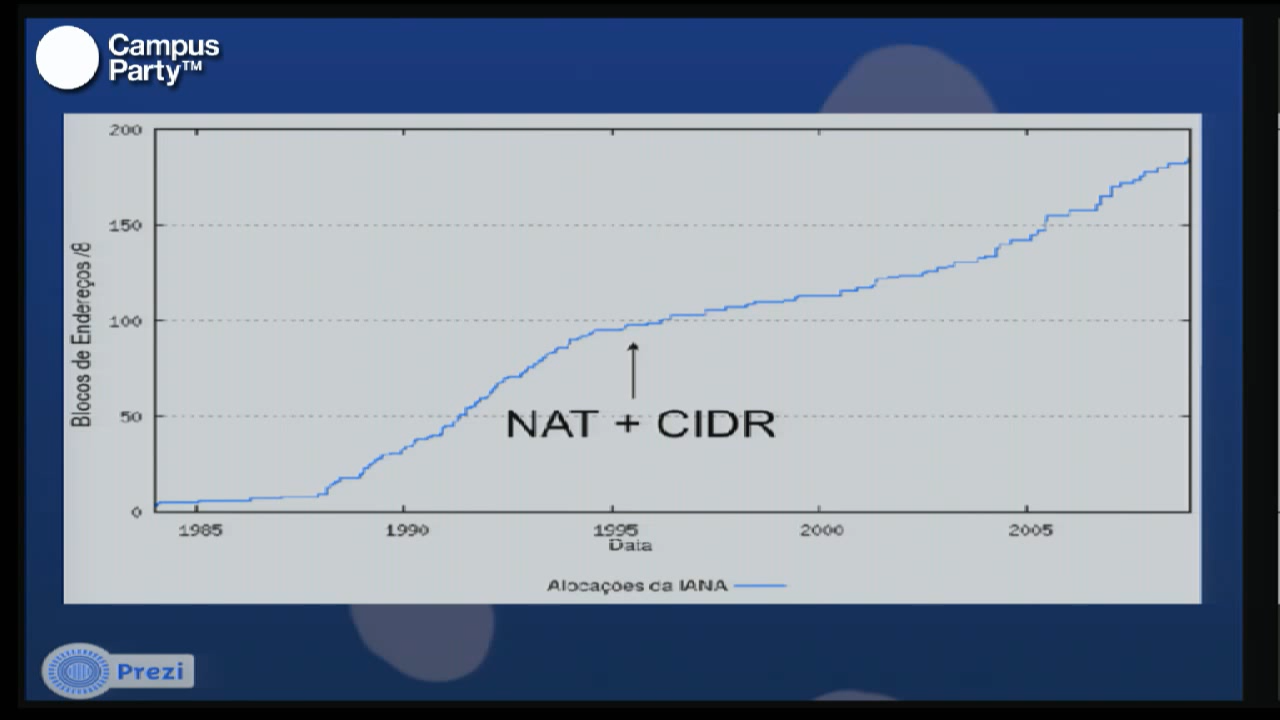 Campus
Party™
200
150
100
50
0
Blocos de Endereços /8
NAT + CIDR
1985 1990 1995 2000 2005
Data
Alocações da IANA
Prezi